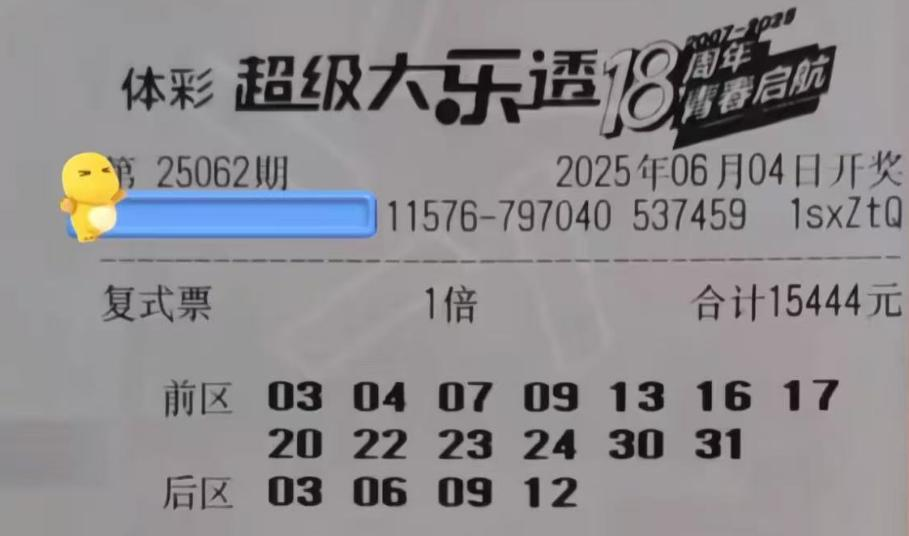 体彩 超级大乐透 18周年 2007-2025 青春启航
第 25062期 2025年06月04日开奖
11576-797040 537459 1sxZtQ
复式票 1倍 合计15444元
前区 03 04 07 09 13 16 17
20 22 23 24 30 31
后区 03 06 09 12